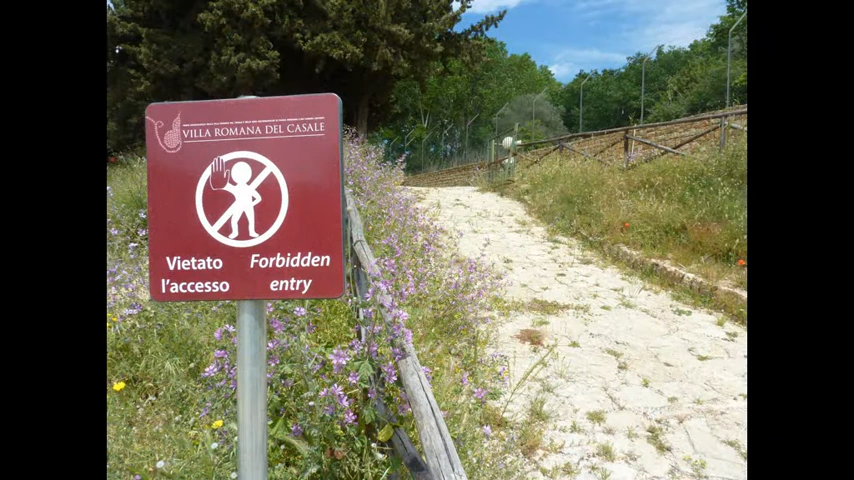 VILLA ROMANA DEL CASALE
Vietato
l'accesso
Forbidden
entry